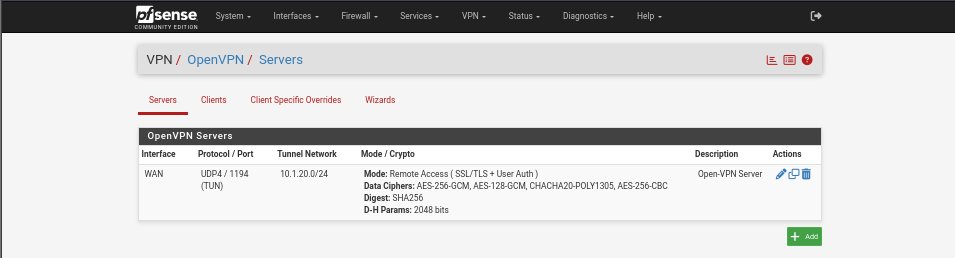 pfsense
COMMUNITY EDITION
System Interfaces Firewall Services VPN Status Diagnostics Help
VPN / OpenVPN / Servers
Servers Clients Client Specific Overrides Wizards
OpenVPN Servers
Interface Protocol / Port Tunnel Network Mode / Crypto Description Actions
WAN UDP4 / 1194 10.1.20.0/24 Mode: Remote Access ( SSL/TLS + User Auth ) Open-VPN Server
(TUN) Data Ciphers: AES-256-GCM, AES-128-GCM, CHACHA20-POLY1305, AES-256-CBC
Digest: SHA256
D-H Params: 2048 bits
Add